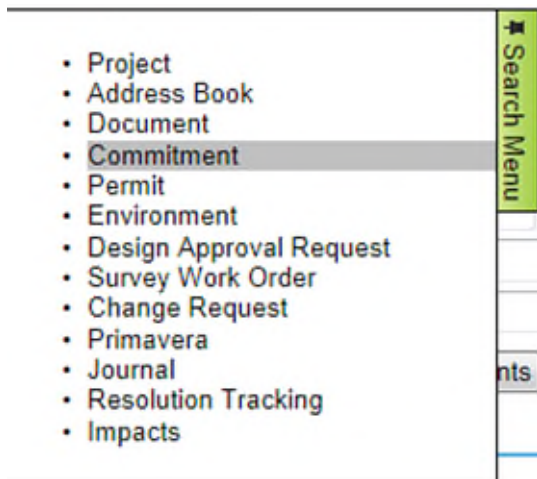 • Project
• Address Book
• Document
• Commitment
• Permit
• Environment
• Design Approval Request
• Survey Work Order
• Change Request
• Primavera
• Journal
• Resolution Tracking
• Impacts
Search Menu
nts